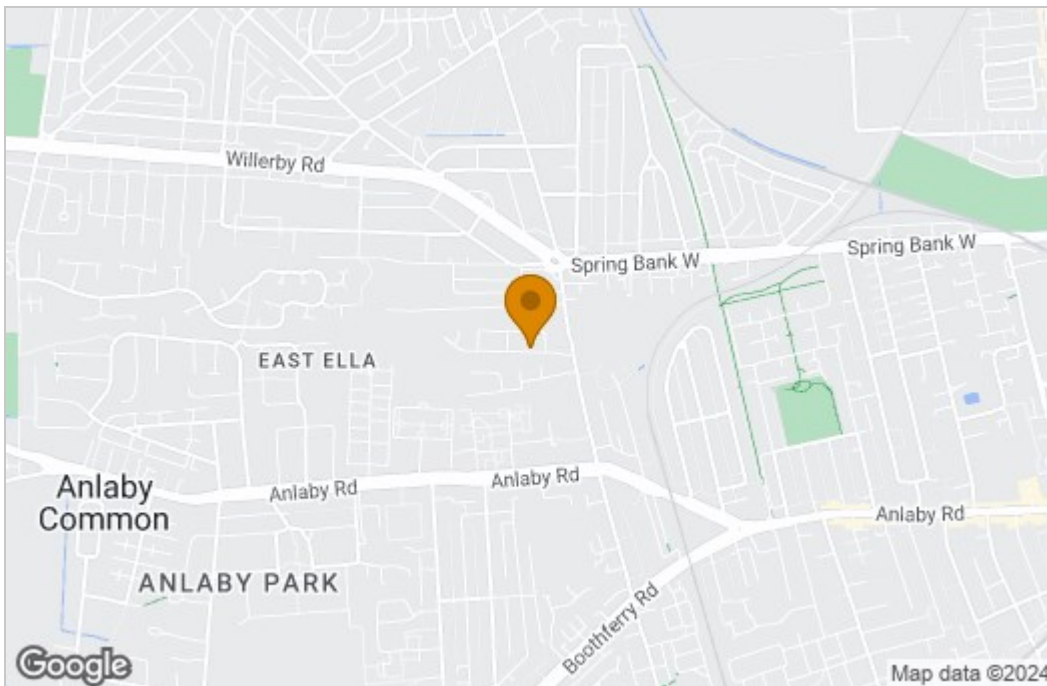 Willerby Rd
Spring Bank W
Spring Bank W
EAST ELLA
Anlaby
Common
Anlaby Rd
Anlaby Rd
Anlaby Rd
ANLABY PARK
Boothferry Rd
Google
Map data ©2024